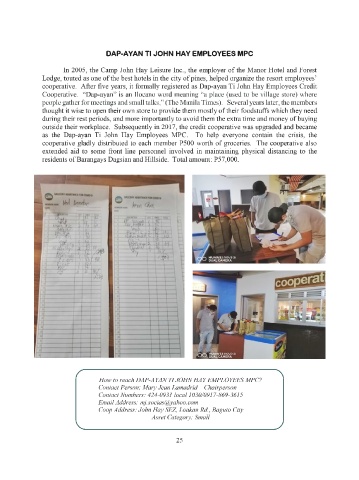 DAP-AYAN TI JOHN HAY EMPLOYEES MPC
In 2005, the Camp John Hay Leisure Inc., the employer of the Manor Hotel and Forest
Lodge, touted as one of the best hotels in the city of pines, helped organize the resort employees'
cooperative. After five years, it formally registered as Dap-ayan Ti John Hay Employees Credit
Cooperative. "Dap-ayan" is an Ilocano word meaning "a place (used to be village store) where
people gather for meetings and small talks." (The Manila Times). Several years later, the members
thought it wise to open their own store to provide them mostly of their foodstuffs which they need
during their rest periods, and more importantly to avoid them the extra time and money of buying
outside their workplace. Subsequently in 2017, the credit cooperative was upgraded and became
as the Dap-ayan Ti John Hay Employees MPC. To help everyone contain the crisis, the
cooperative gladly distributed to each member P500 worth of groceries. The cooperative also
extended aid to some front line personnel involved in maintaining physical distancing to the
residents of Barangays Dagsian and Hillside. Total amount: P57,000.
cooperat
How to reach DAP-AYAN TI JOHN HAY EMPLOYEES MPC?
Contact Person: Mary Jean Lamadrid - Chairperson
Contact Numbers: 424-0931 local 1030/0917-869-3615
Email Address: mj.socias@yahoo.com
Coop Address: John Hay SEZ, Loakan Rd., Baguio City
Asset Category: Small
25